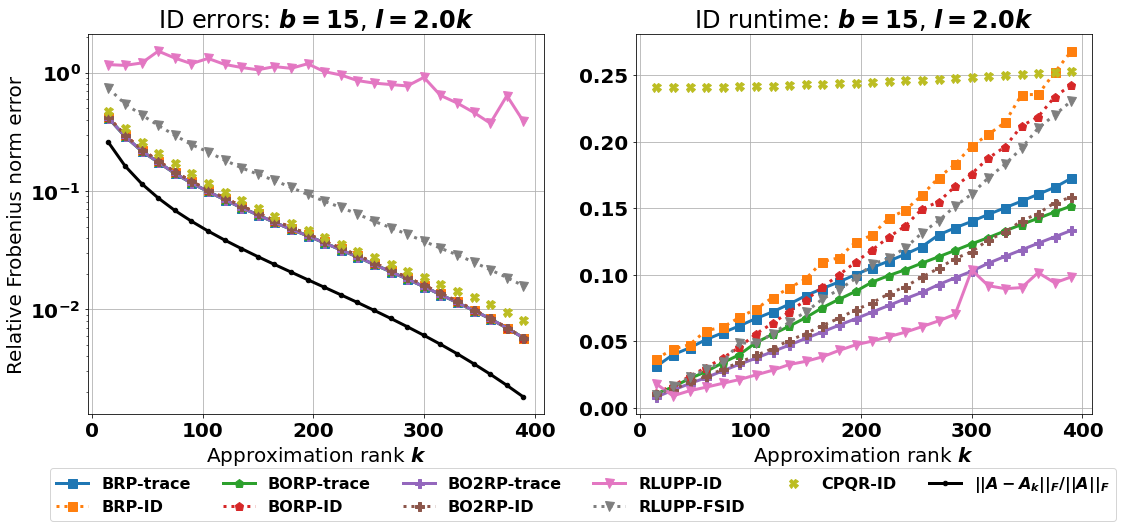 ID errors: b = 15, l = 2.0k
Relative Frobenius norm error
10⁰
10⁻¹
10⁻²
0 100 200 300 400
Approximation rank k
ID runtime: b = 15, l = 2.0k
0.25
0.20
0.15
0.10
0.05
0.00
0 100 200 300 400
Approximation rank k
BRP-trace BORP-trace BO2RP-trace RLUPP-ID CPQR-ID ||A − Aₖ||_F/||A||_F
BRP-ID BORP-ID BO2RP-ID RLUPP-FSID